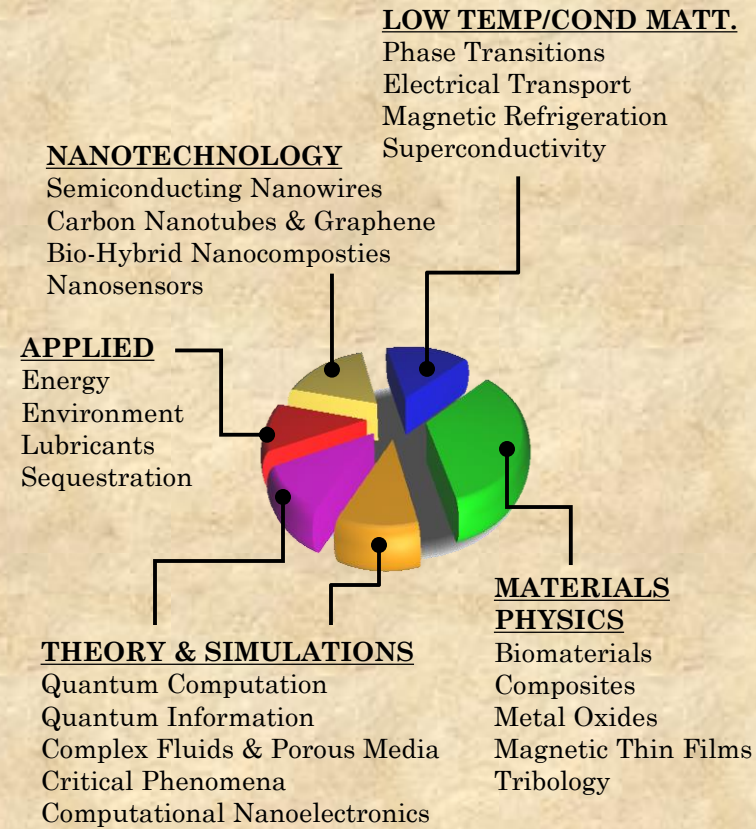 LOW TEMP/COND MATT.
Phase Transitions
Electrical Transport
Magnetic Refrigeration
Superconductivity
NANOTECHNOLOGY
Semiconducting Nanowires
Carbon Nanotubes & Graphene
Bio-Hybrid Nanocomposties
Nanosensors
APPLIED
Energy
Environment
Lubricants
Sequestration
THEORY & SIMULATIONS
Quantum Computation
Quantum Information
Complex Fluids & Porous Media
Critical Phenomena
Computational Nanoelectronics
MATERIALS
PHYSICS
Biomaterials
Composites
Metal Oxides
Magnetic Thin Films
Tribology